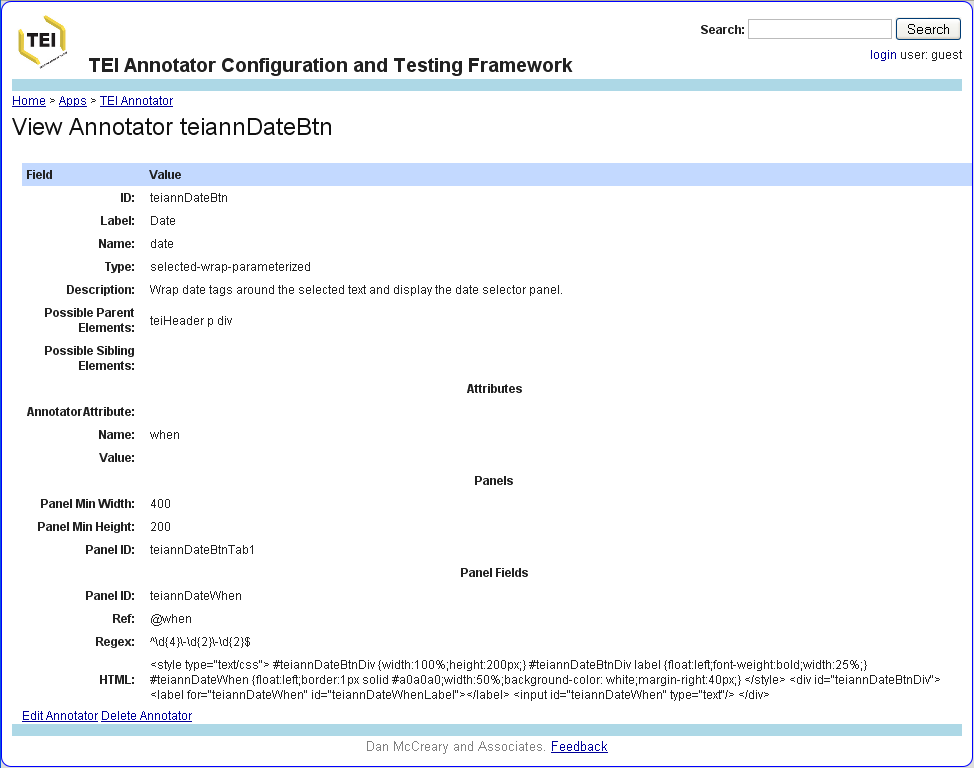 TEI
Search: Search
login user: guest
TEI Annotator Configuration and Testing Framework
Home > Apps > TEI Annotator
View Annotator teiannDateBtn
Field Value
ID: teiannDateBtn
Label: Date
Name: date
Type: selected-wrap-parameterized
Description: Wrap date tags around the selected text and display the date selector panel.
Possible Parent
Elements: teiHeader p div
Possible Sibling
Elements:
Attributes
AnnotatorAttribute:
Name: when
Value:
Panels
Panel Min Width: 400
Panel Min Height: 200
Panel ID: teiannDateBtnTab1
Panel Fields
Panel ID: teiannDateWhen
Ref: @when
Regex: ^\d{4}\-\d{2}\-\d{2}$
<style type="text/css"> #teiannDateBtnDiv {width:100%;height:200px;} #teiannDateBtnDiv label {float:left;font-weight:bold;width:25%;}
HTML: #teiannDateWhen {float:left;border:1px solid #a0a0a0;width:50%;background-color: white;margin-right:40px;} </style> <div id="teiannDateBtnDiv">
<label for="teiannDateWhen" id="teiannDateWhenLabel"></label> <input id="teiannDateWhen" type="text"/> </div>
Edit Annotator Delete Annotator
Dan McCreary and Associates. Feedback